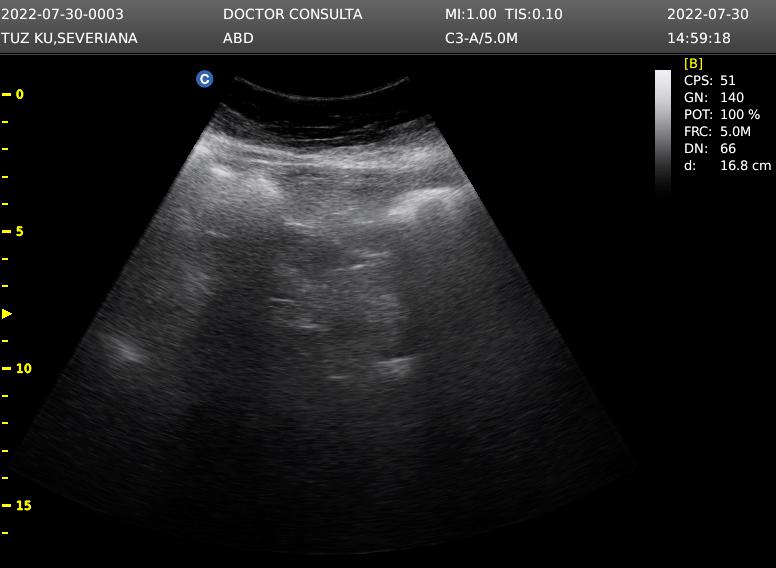 2022-07-30-0003 DOCTOR CONSULTA MI:1.00 TIS:0.10 2022-07-30
TUZ KU,SEVERIANA ABD C3-A/5.0M 14:59:18
C
[B]
CPS: 51
GN: 140
POT: 100 %
FRC: 5.0M
DN: 66
d: 16.8 cm
0
5
10
15